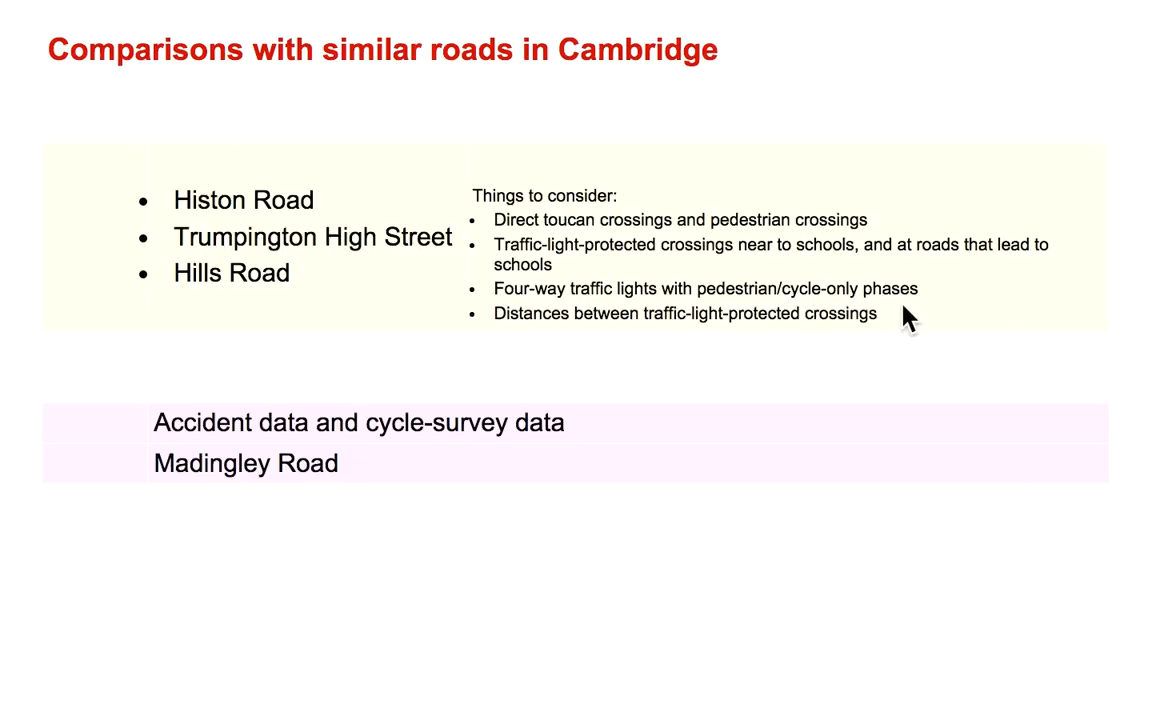 Comparisons with similar roads in Cambridge
• Histon Road
• Trumpington High Street
• Hills Road
Things to consider:
• Direct toucan crossings and pedestrian crossings
• Traffic-light-protected crossings near to schools, and at roads that lead to
schools
• Four-way traffic lights with pedestrian/cycle-only phases
• Distances between traffic-light-protected crossings
Accident data and cycle-survey data
Madingley Road